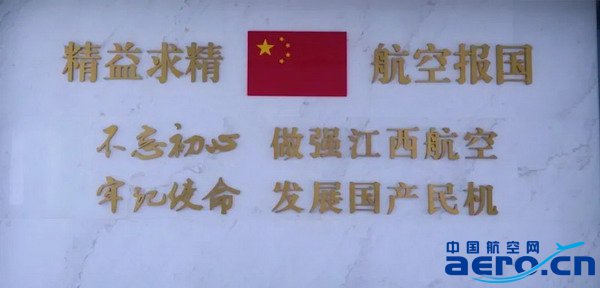 精益求精 航空报国
不忘初心 做强江西航空
牢记使命 发展国产民机
中国航空网
aero.cn